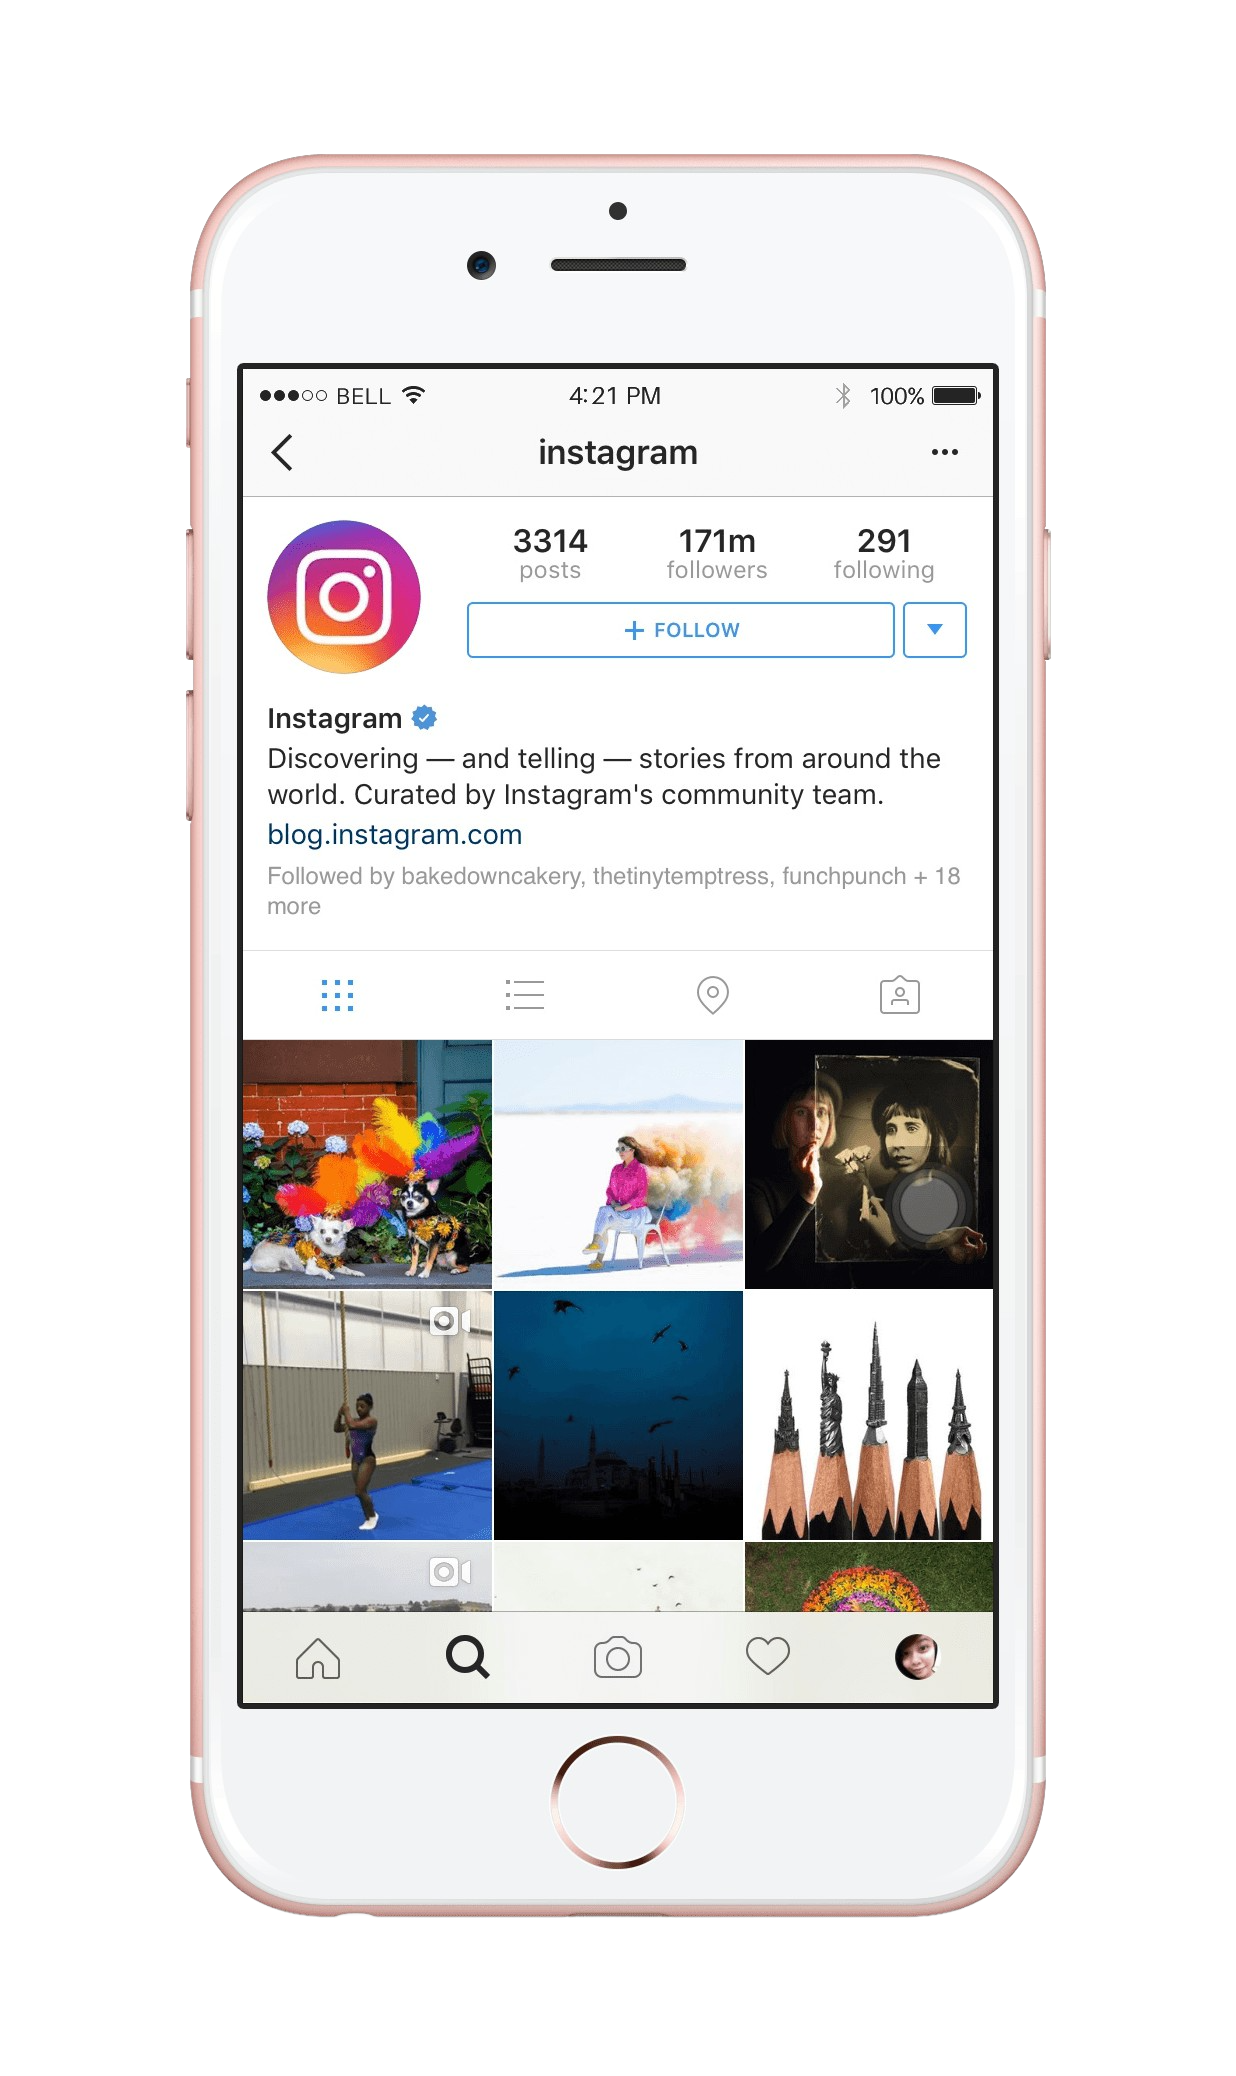 BELL 4:21 PM 100%
instagram
3314 171m 291
posts followers following
+ FOLLOW
Instagram
Discovering — and telling — stories from around the
world. Curated by Instagram's community team.
blog.instagram.com
Followed by bakedowncakery, thetinytemptress, funchpunch + 18
more